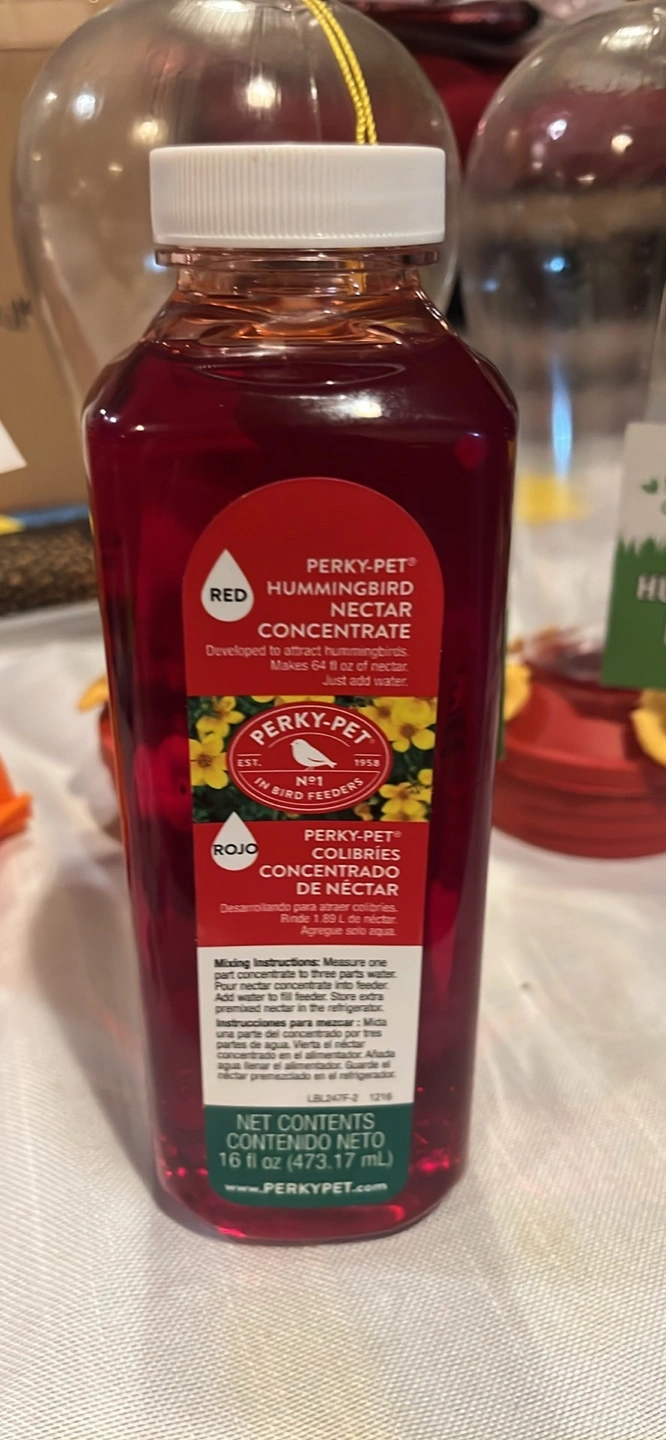 RED
PERKY-PET®
HUMMINGBIRD
NECTAR
CONCENTRATE
Developed to attract hummingbirds.
Makes 64 fl oz of nectar.
Just add water.
PERKY-PET®
EST. 1958
Nº1
IN BIRD FEEDERS
ROJO
PERKY-PET®
COLIBRÍES
CONCENTRADO
DE NÉCTAR
Desarrollando para atraer colibríes.
Rinde 1.89 L de néctar.
Agregue solo aqua.
Mixing Instructions: Measure one
part concentrate to three parts water.
Pour nectar concentrate into feeder.
Add water to fill feeder. Store extra
premixed nectar in the refrigerator.
Instrucciones para mezcar : Mida
una parte del concentrado por tres
partes de agua. Vierta el néctar
concentrado en el alimentador. Añada
agua llenar el alimentador. Guarde el
néctar premezclado en el refrigerador.
LBL247F-2 1216
NET CONTENTS
CONTENIDO NETO
16 fl oz (473.17 mL)
www.PERKYPET.com